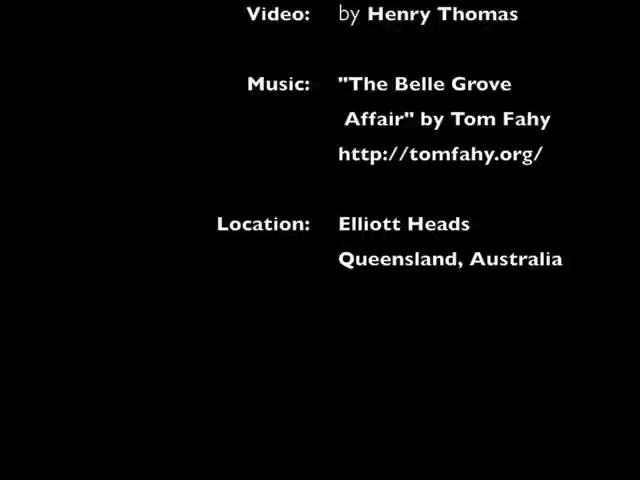 Video: by Henry Thomas
Music: "The Belle Grove
Affair" by Tom Fahy
http://tomfahy.org/
Location: Elliott Heads
Queensland, Australia